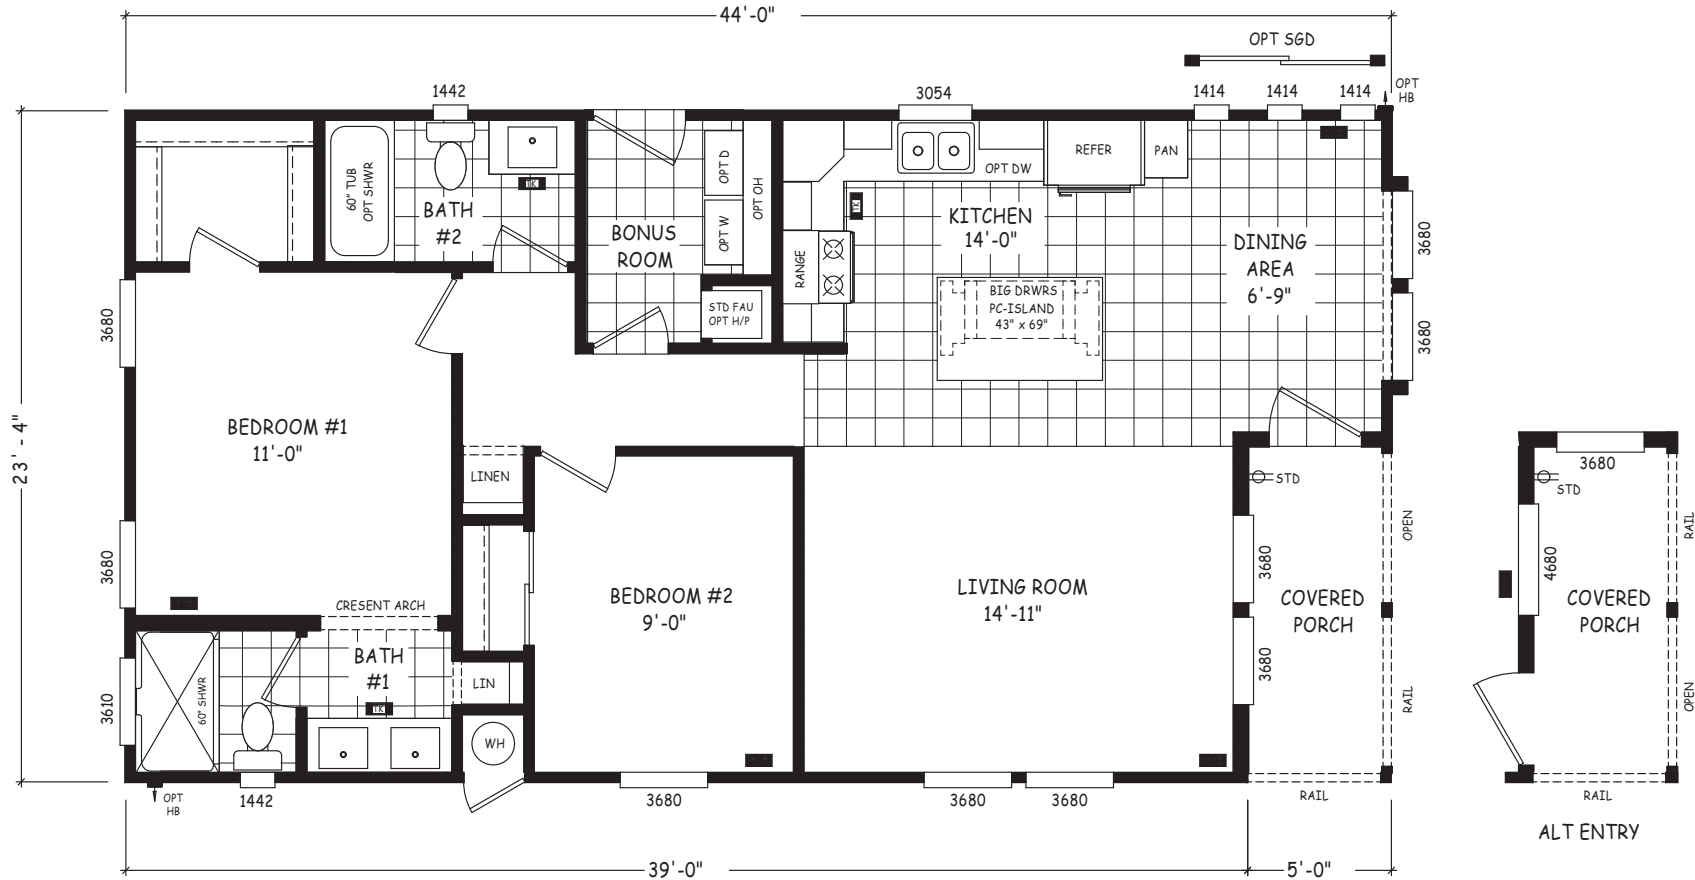 44'-0"
OPT SGD
OPT
HB
1442
3054
1414
1414
1414
60" TUB
OPT SHWR
TK
BATH
#2
BONUS
ROOM
OPT D
OPT W
OPT OH
STD FAU
OPT H/P
RANGE
TK
OPT DW
REFER
PAN
KITCHEN
14'-0"
BIG DRWRS
PC-ISLAND
43" x 69"
DINING
AREA
6'-9"
3680
3680
3680
3680
23'-4"
BEDROOM #1
11'-0"
CRESENT ARCH
LINEN
BEDROOM #2
9'-0"
LIVING ROOM
14'-11"
STD
3680
3680
COVERED
PORCH
OPEN
RAIL
RAIL
3610
60" SHWR
BATH
#1
TK
LIN
WH
OPT
HB
1442
3680
3680
3680
39'-0"
5'-0"
3680
STD
4680
COVERED
PORCH
RAIL
OPEN
RAIL
ALT ENTRY